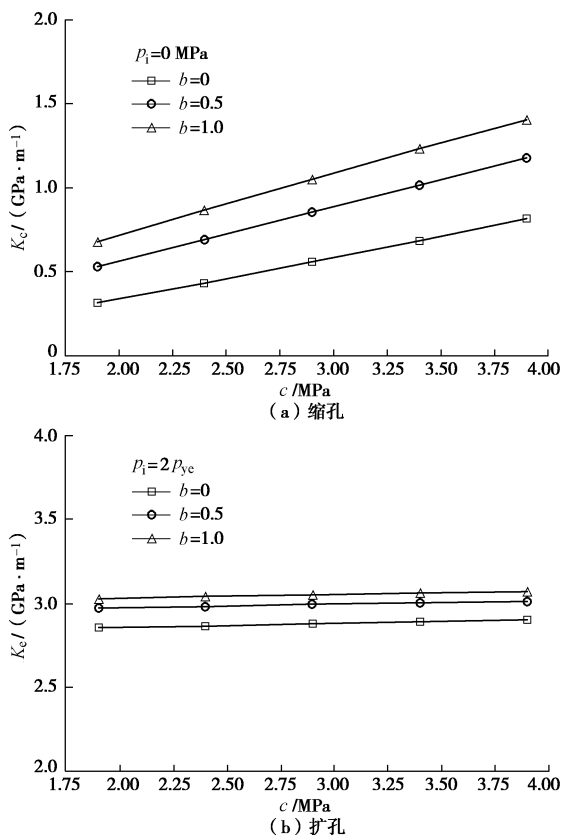 2.0
p_i=0 MPa
b=0
b=0.5
b=1.0
1.5
1.0
0.5
0
K_c/（GPa·m⁻¹）
1.75 2.00 2.25 2.50 2.75 3.00 3.25 3.50 3.75 4.00
c/MPa
（a）缩孔
4.0
p_i=2p_ye
b=0
b=0.5
b=1.0
3.5
3.0
2.5
2.0
K_e/（GPa·m⁻¹）
1.75 2.00 2.25 2.50 2.75 3.00 3.25 3.50 3.75 4.00
c/MPa
（b）扩孔